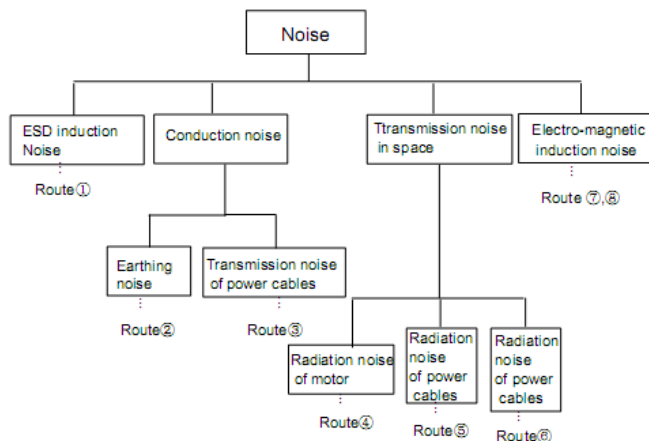 Noise
ESD induction
Noise
Conduction noise
Ttransmission noise
in space
Electro-magnetic
induction noise
Route①
Route ⑦,⑧
Earthing
noise
Transmission noise
of power cables
Route②
Route③
Radiation noise
of motor
Radiation
noise
of power
cables
Radiation
noise
of power
cables
Route④
Route⑤
Route⑥